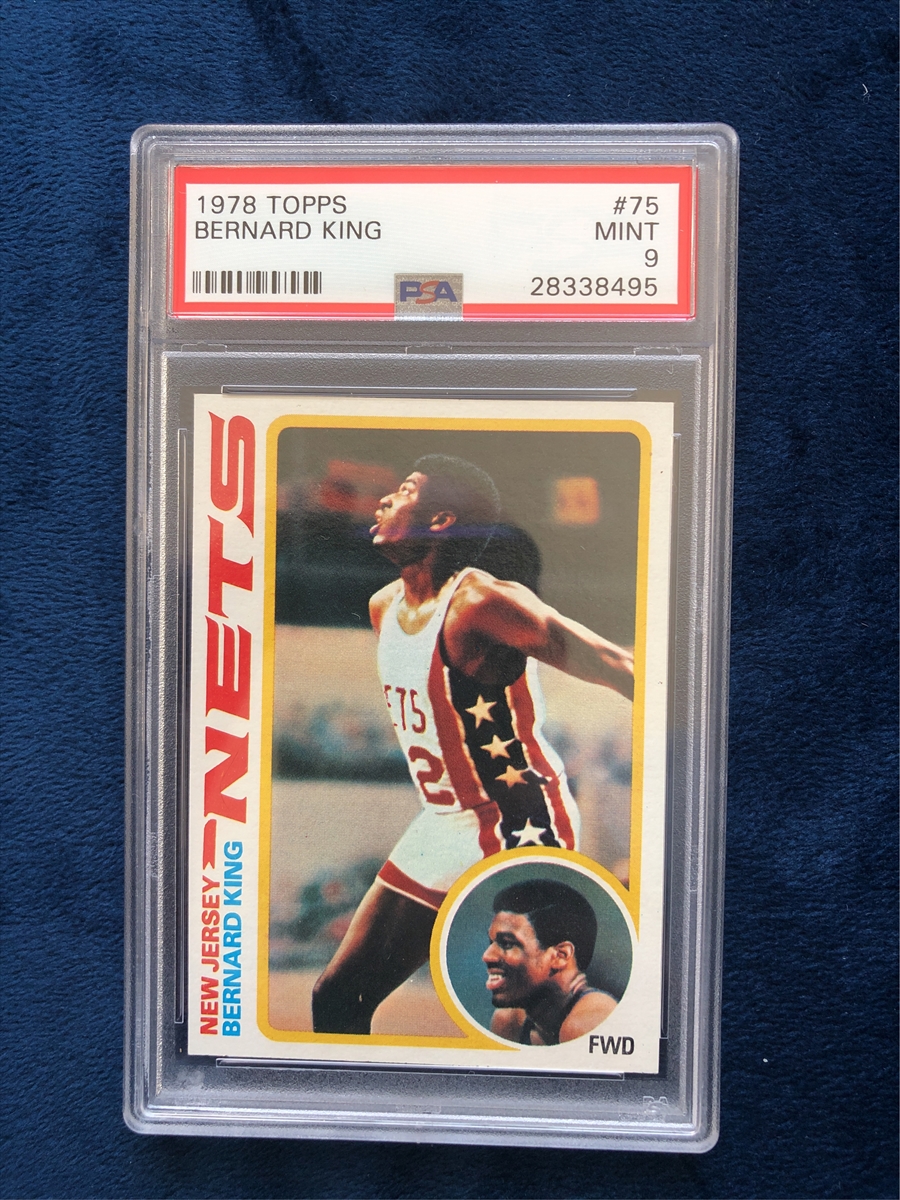 1978 TOPPS
#75
BERNARD KING
MINT
9
PSA
28338495
NETS
NEW JERSEY
BERNARD KING
ETS
2
FWD